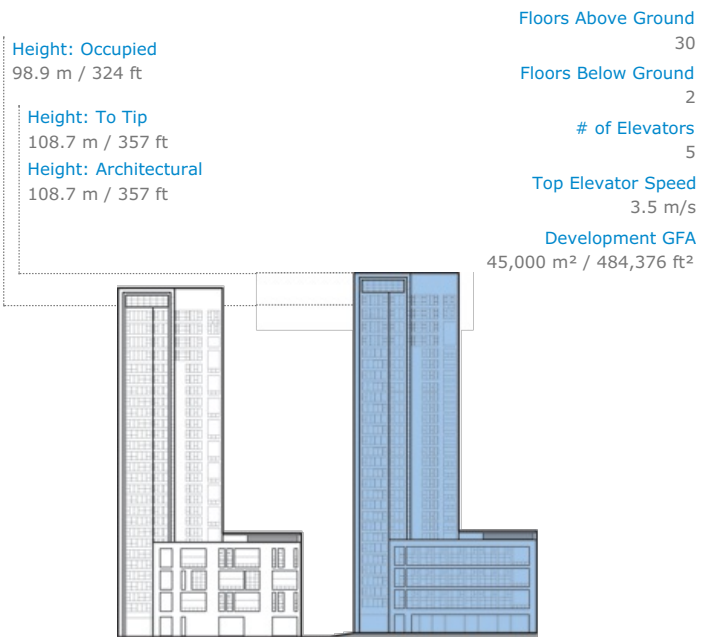 Height: Occupied
98.9 m / 324 ft
Height: To Tip
108.7 m / 357 ft
Height: Architectural
108.7 m / 357 ft
Floors Above Ground
30
Floors Below Ground
2
# of Elevators
5
Top Elevator Speed
3.5 m/s
Development GFA
45,000 m² / 484,376 ft²